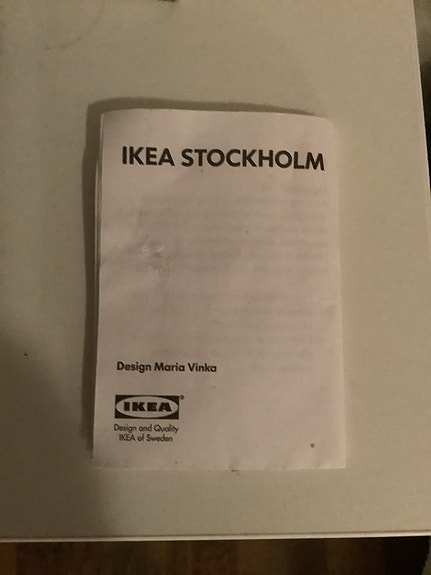 IKEA STOCKHOLM
Design Maria Vinka
IKEA®
Design and Quality
IKEA of Sweden